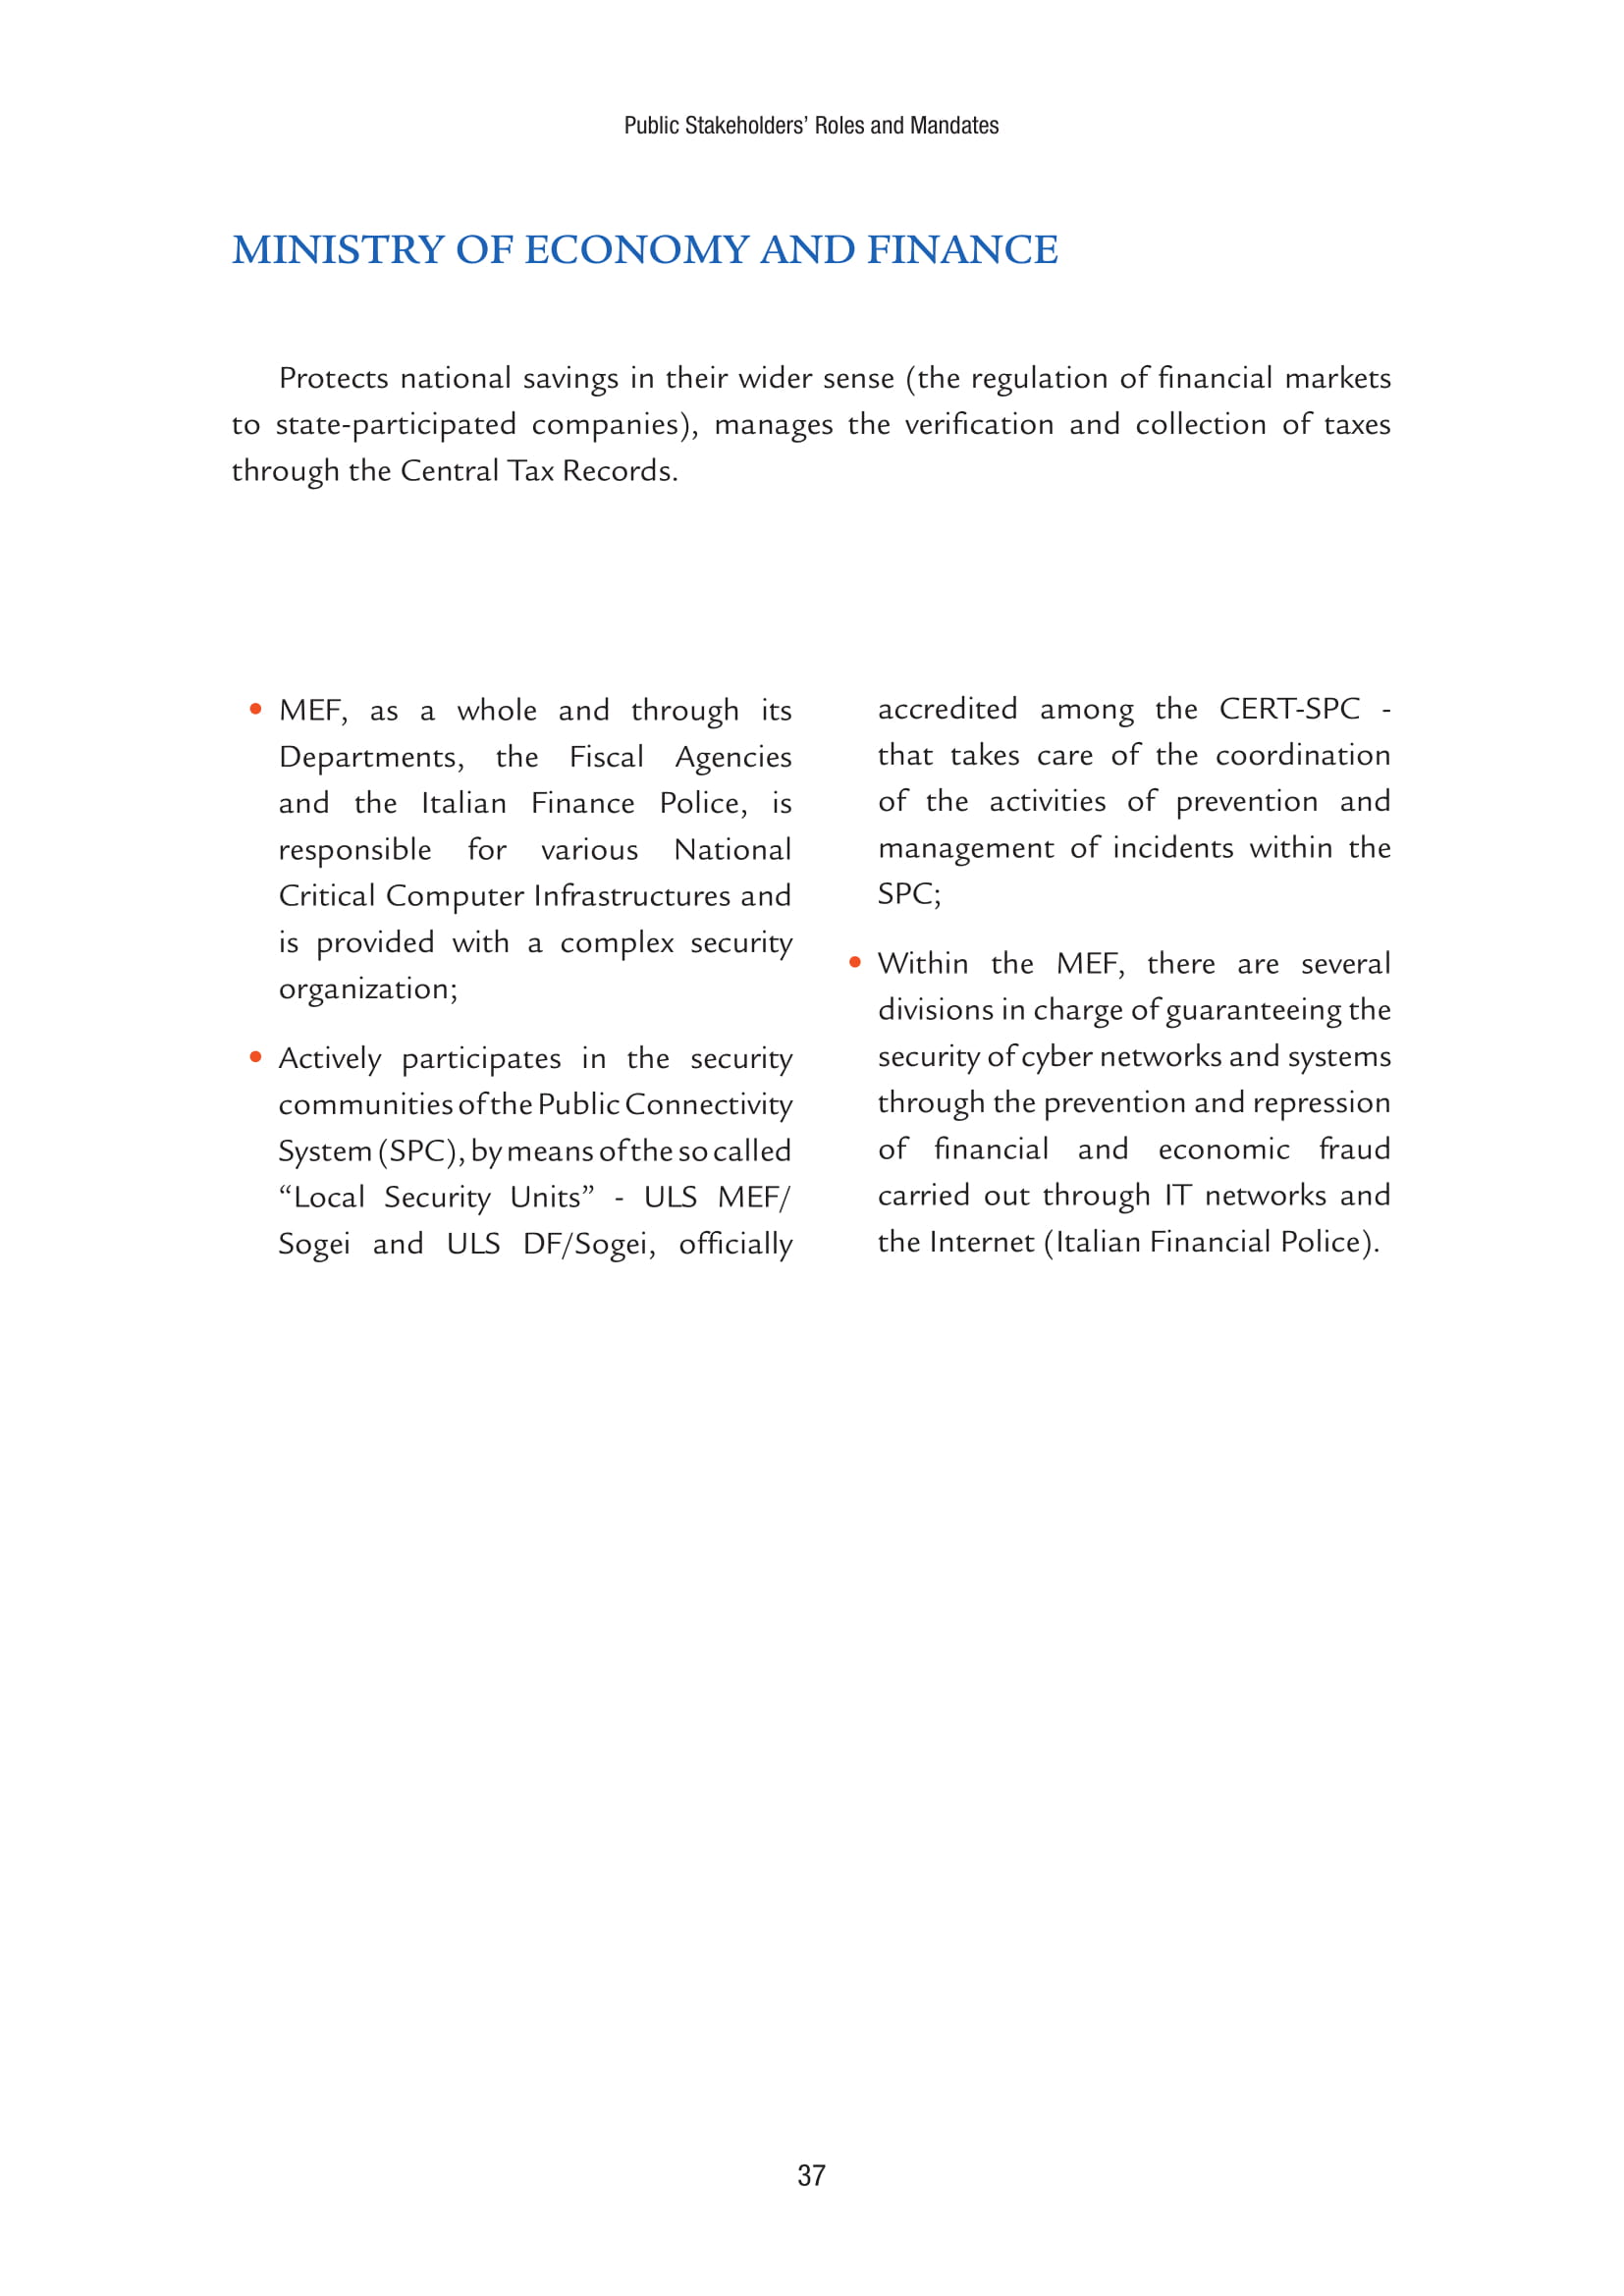 Public Stakeholders’ Roles and Mandates
MINISTRY OF ECONOMY AND FINANCE
Protects national savings in their wider sense (the regulation of financial markets
to state-participated companies), manages the verification and collection of taxes
through the Central Tax Records.
• MEF, as a whole and through its
Departments, the Fiscal Agencies
and the Italian Finance Police, is
responsible for various National
Critical Computer Infrastructures and
is provided with a complex security
organization;
• Actively participates in the security
communities of the Public Connectivity
System (SPC), by means of the so called
“Local Security Units” - ULS MEF/
Sogei and ULS DF/Sogei, officially
accredited among the CERT-SPC -
that takes care of the coordination
of the activities of prevention and
management of incidents within the
SPC;
• Within the MEF, there are several
divisions in charge of guaranteeing the
security of cyber networks and systems
through the prevention and repression
of financial and economic fraud
carried out through IT networks and
the Internet (Italian Financial Police).
37